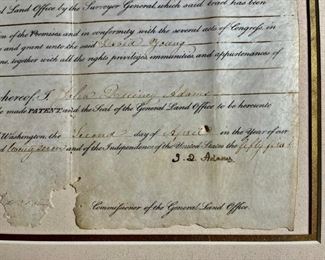 l Land Office by the Surveyor General, which said tract has been
on of the Premises and in conformity with the several acts of Congress, in
and grant unto the said David Young
ns, together with all the rights privileges immunities and appurtenances of
hereof I, John Quincy Adams
e made PATENT and the Seal of the General Land Office to be hereunto
Washington, the Second day of April in the Year of our
and of the Independence of the United States the fifty first
J. Q. Adams
Commissioner of the General Land Office.